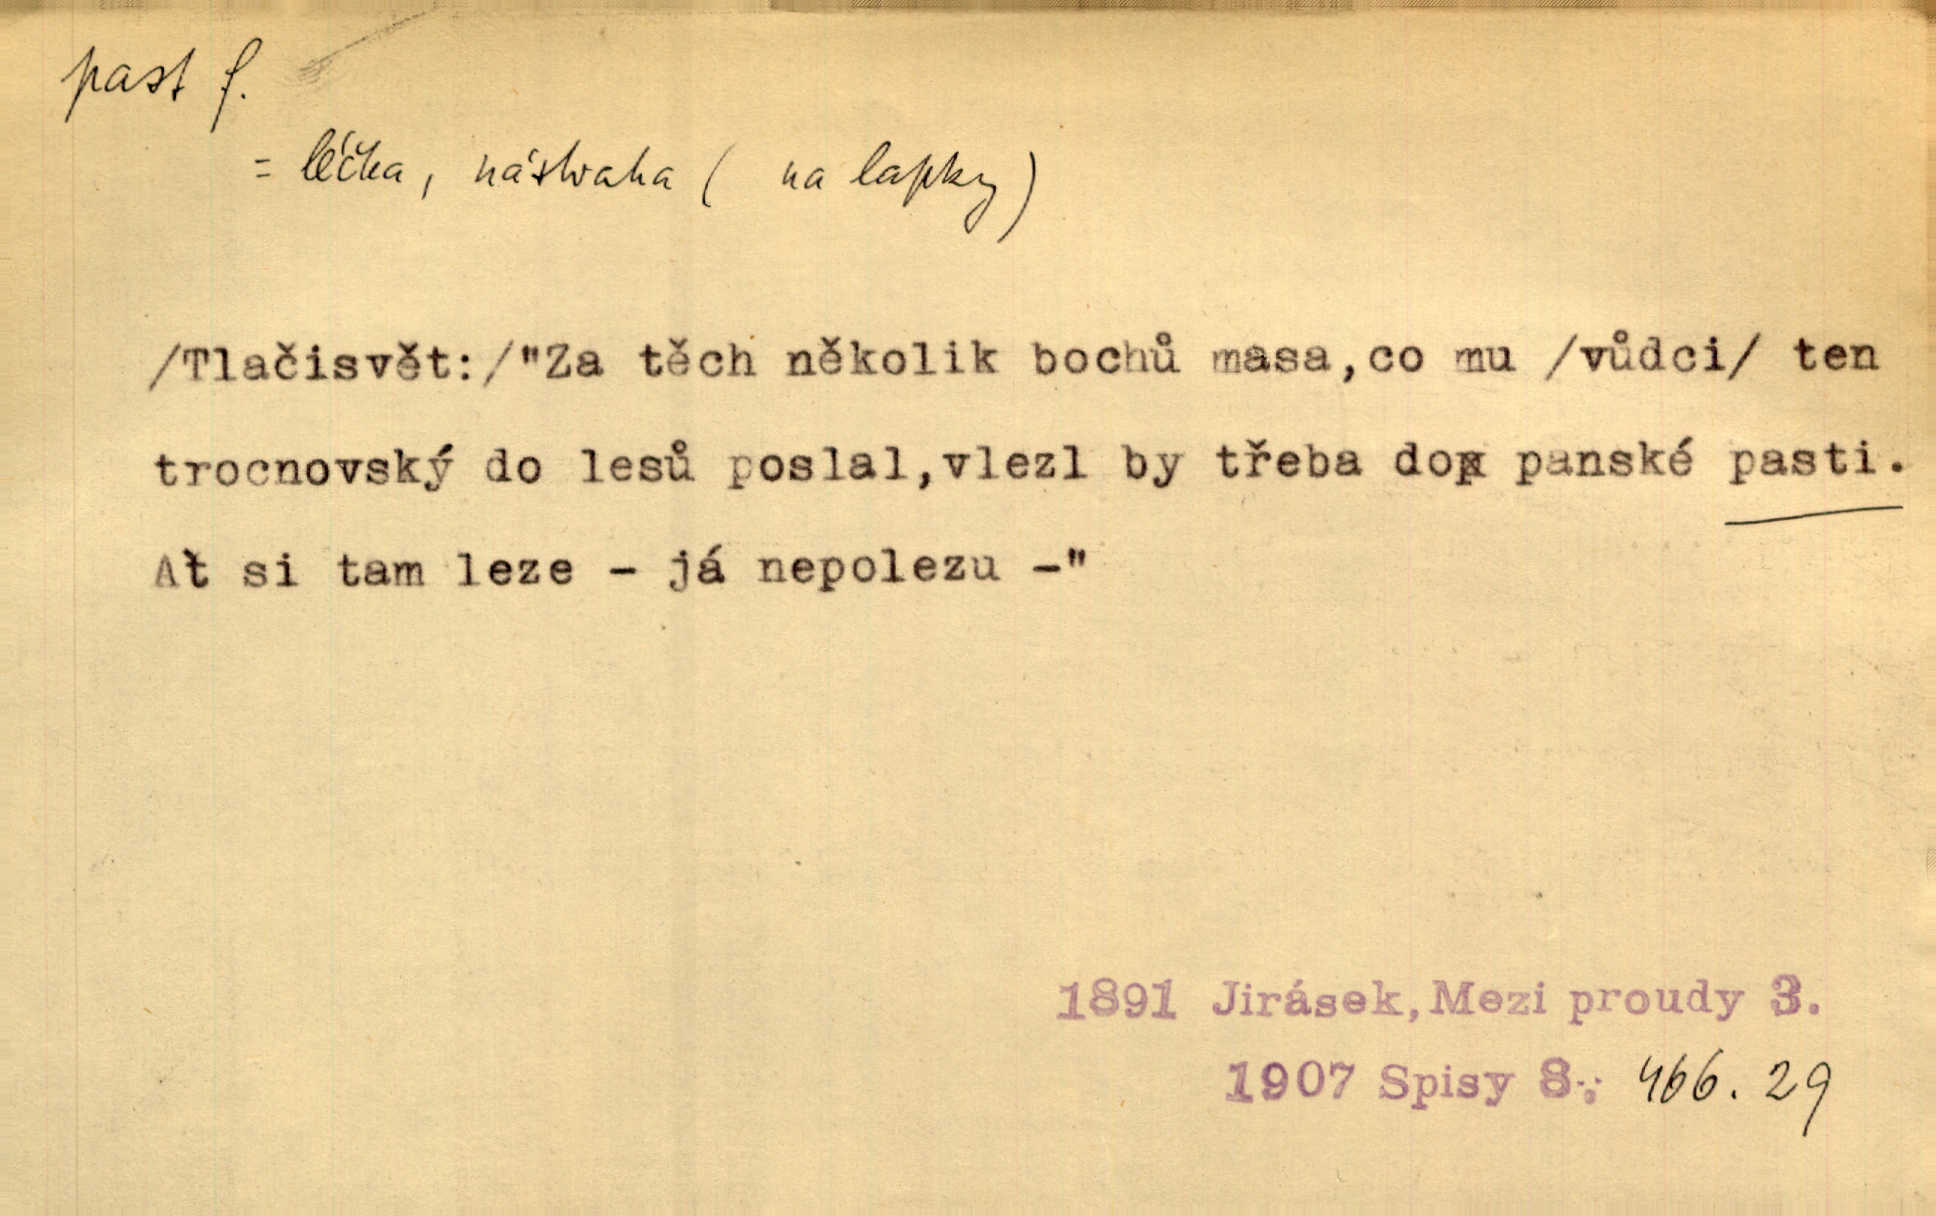 past f.
= léčka, nástraha ( na lapky)
/Tlačisvět:/"Za těch několik bochů masa,co mu /vůdci/ ten
trocnovský do lesů poslal,vlezl by třeba do panské pasti.
Ať si tam leze - já nepolezu -"
1891 Jirásek,Mezi proudy 3.
1907 Spisy 8, 466. 29